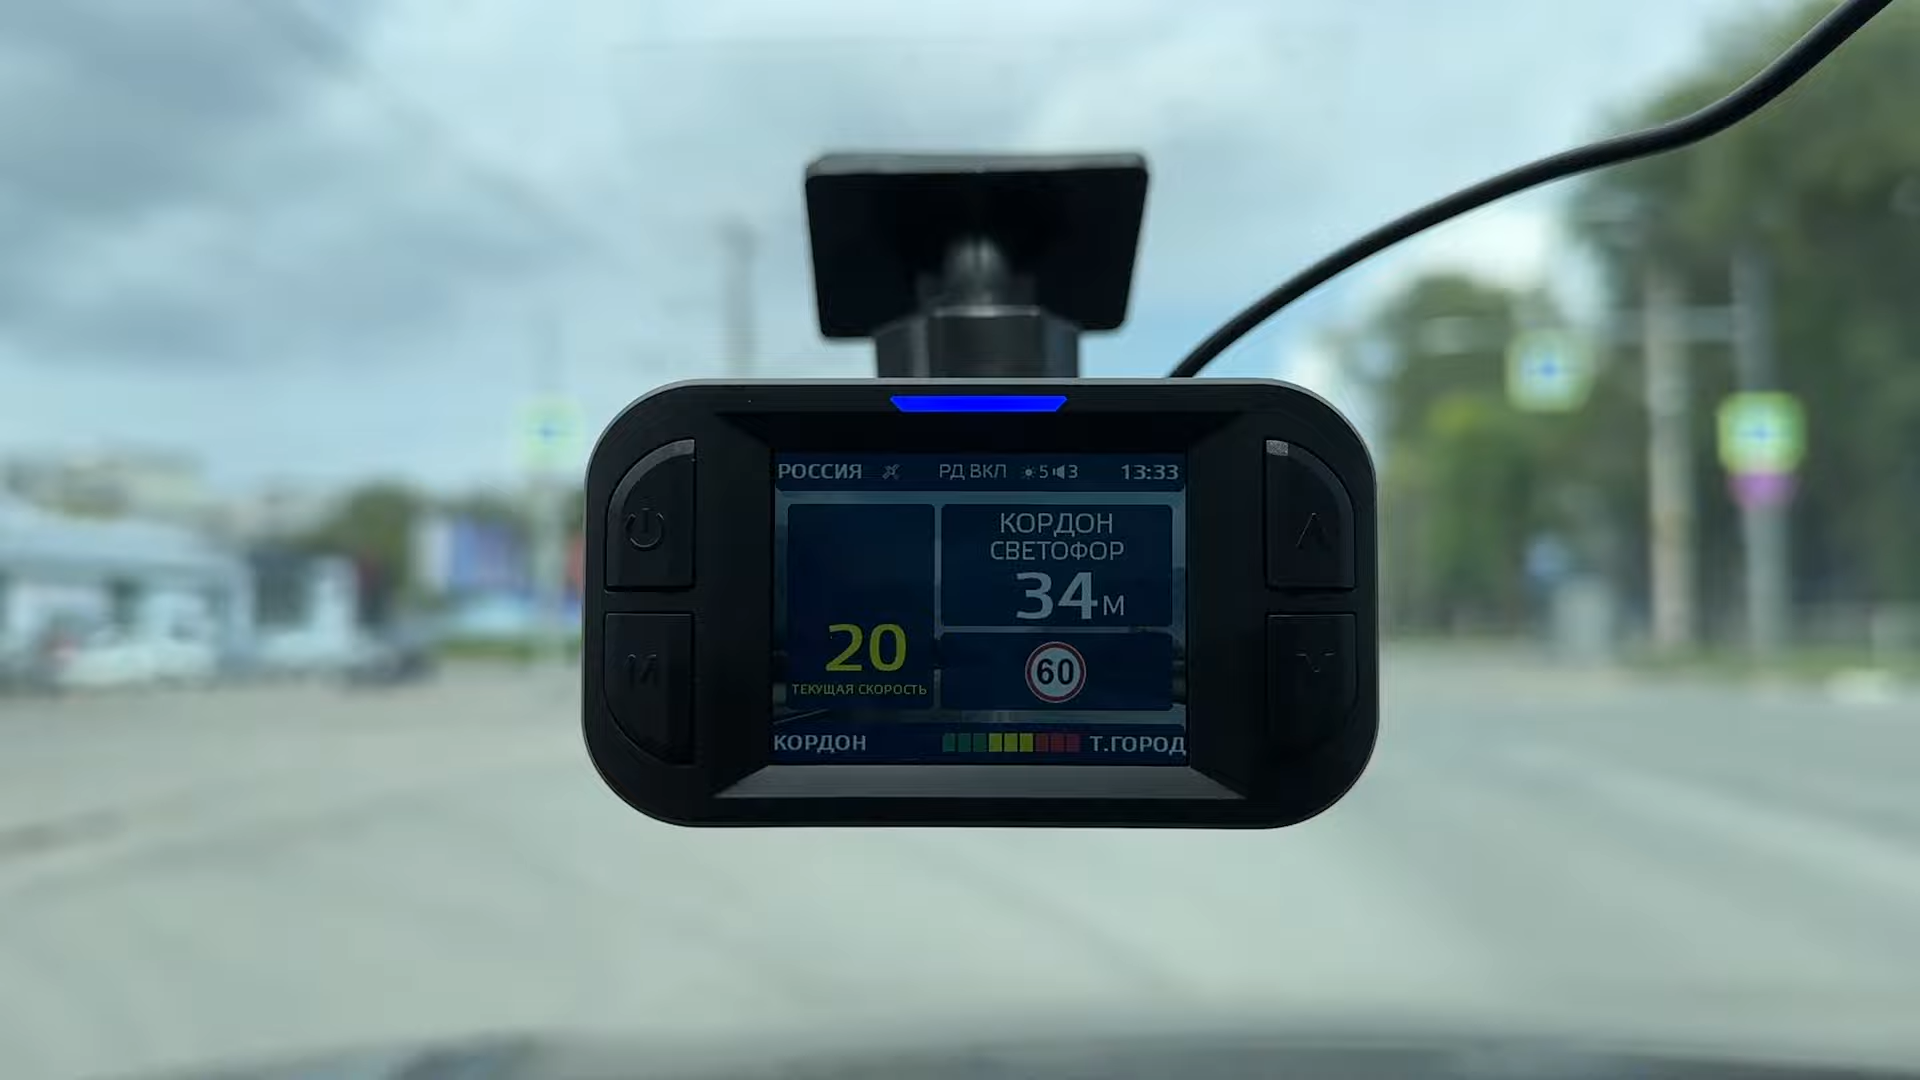 РОССИЯ РД ВКЛ 5 3 13:33
КОРДОН
СВЕТОФОР
34М
20
ТЕКУЩАЯ СКОРОСТЬ
60
КОРДОН Т.ГОРОД
M